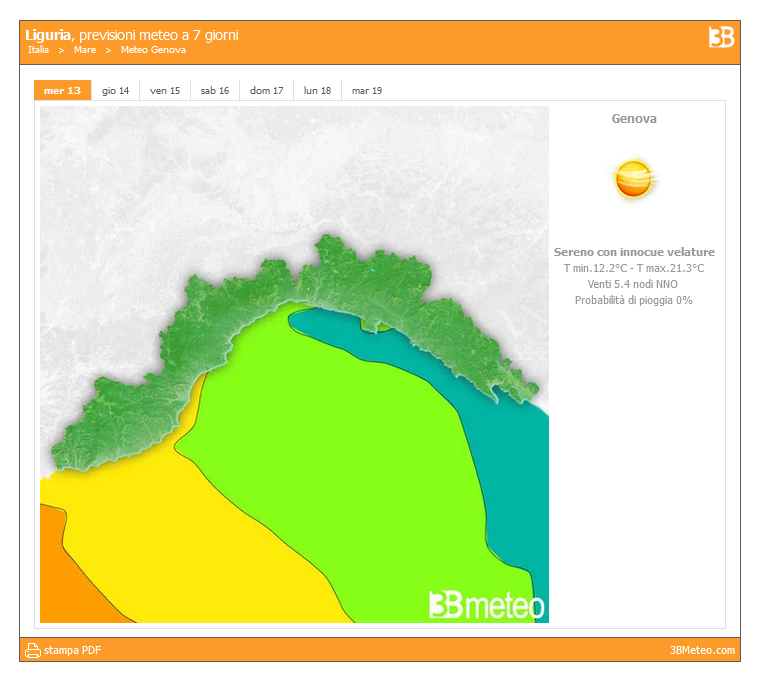 Liguria, previsioni meteo a 7 giorni
Italia > Mare > Meteo Genova
3B
mer 13 gio 14 ven 15 sab 16 dom 17 lun 18 mar 19
Genova
Sereno con innocue velature
T min.12.2°C - T max.21.3°C
Venti 5.4 nodi NNO
Probabilità di pioggia 0%
3Bmeteo
stampa PDF
3BMeteo.com